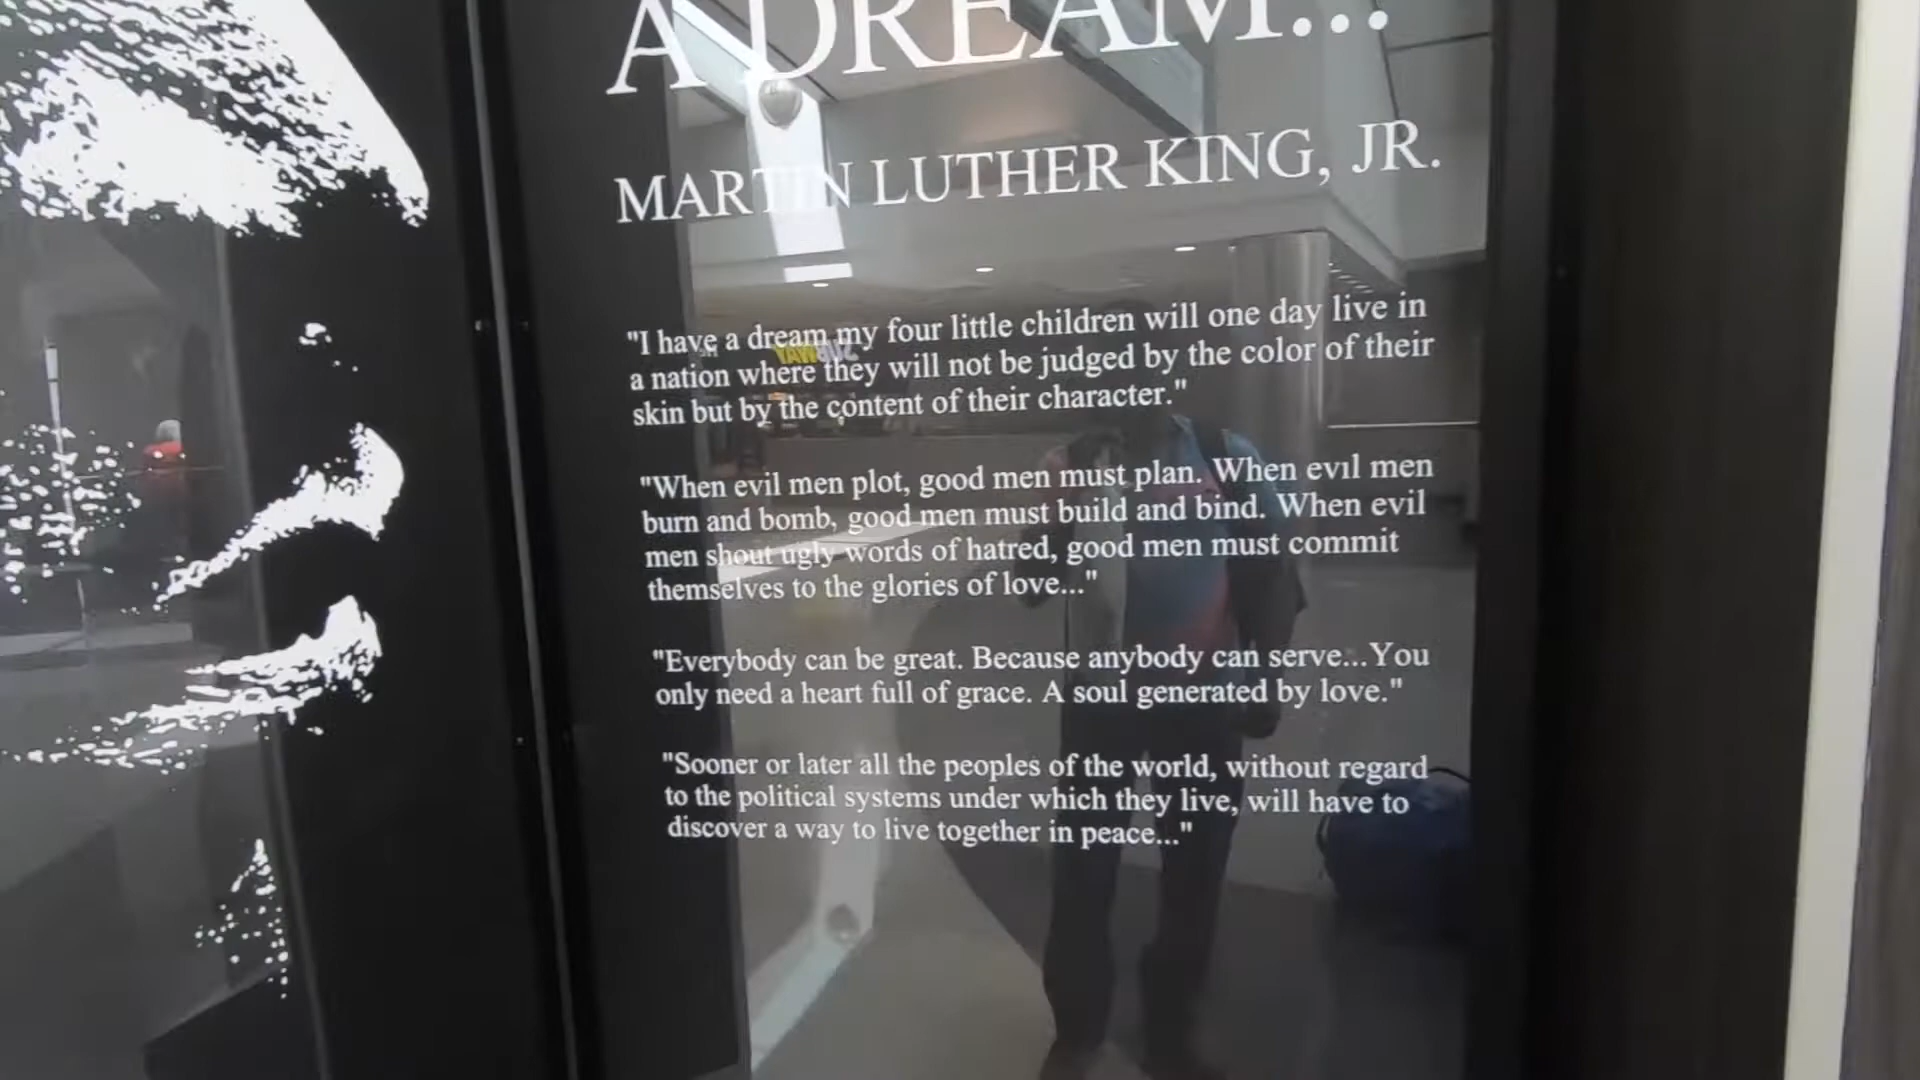 A DREAM...
MARTIN LUTHER KING, JR.
"I have a dream my four little children will one day live in
a nation where they will not be judged by the color of their
skin but by the content of their character."
"When evil men plot, good men must plan. When evil men
burn and bomb, good men must build and bind. When evil
men shout ugly words of hatred, good men must commit
themselves to the glories of love..."
"Everybody can be great. Because anybody can serve...You
only need a heart full of grace. A soul generated by love."
"Sooner or later all the peoples of the world, without regard
to the political systems under which they live, will have to
discover a way to live together in peace..."